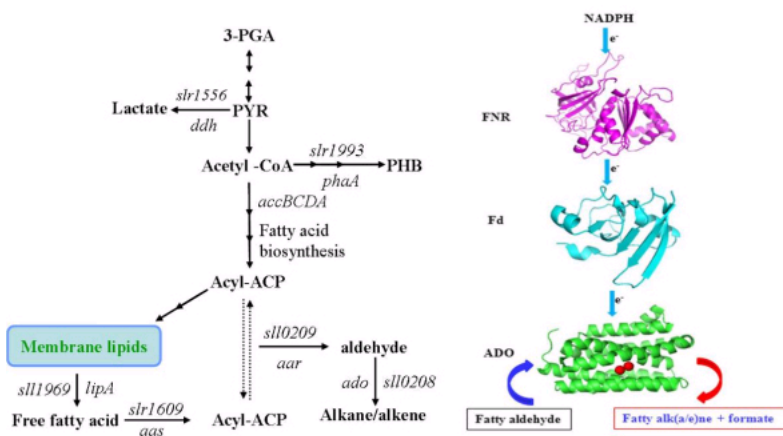 3-PGA
slr1556
Lactate
PYR
ddh
slr1993
Acetyl -CoA
PHB
phaA
accBCDA
Fatty acid
biosynthesis
Acyl-ACP
Membrane lipids
sll0209
aldehyde
aar
sll1969
lipA
ado
sll0208
Free fatty acid
slr1609
aas
Acyl-ACP
Alkane/alkene
NADPH
e-
FNR
e-
Fd
e-
ADO
Fatty aldehyde
Fatty alk(a/e)ne + formate